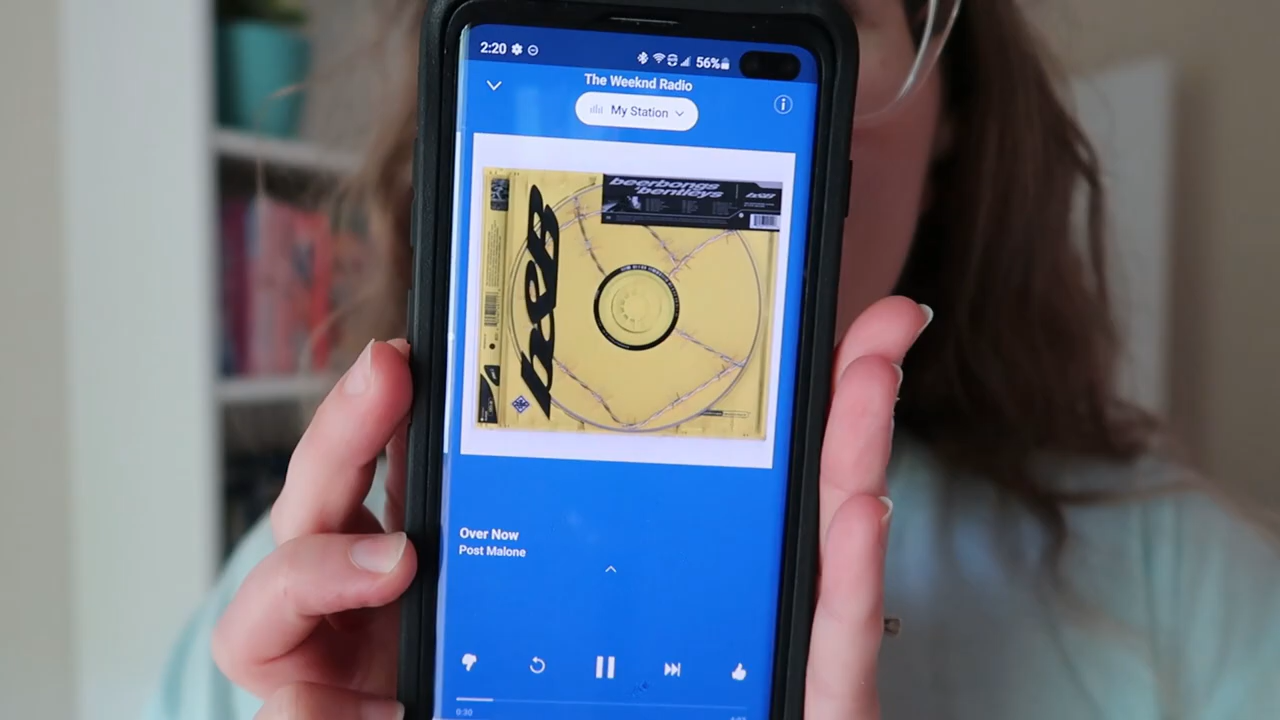 2:20
56%
The Weeknd Radio
My Station
beerbongs
bentleys
b&b
Over Now
Post Malone
0:30